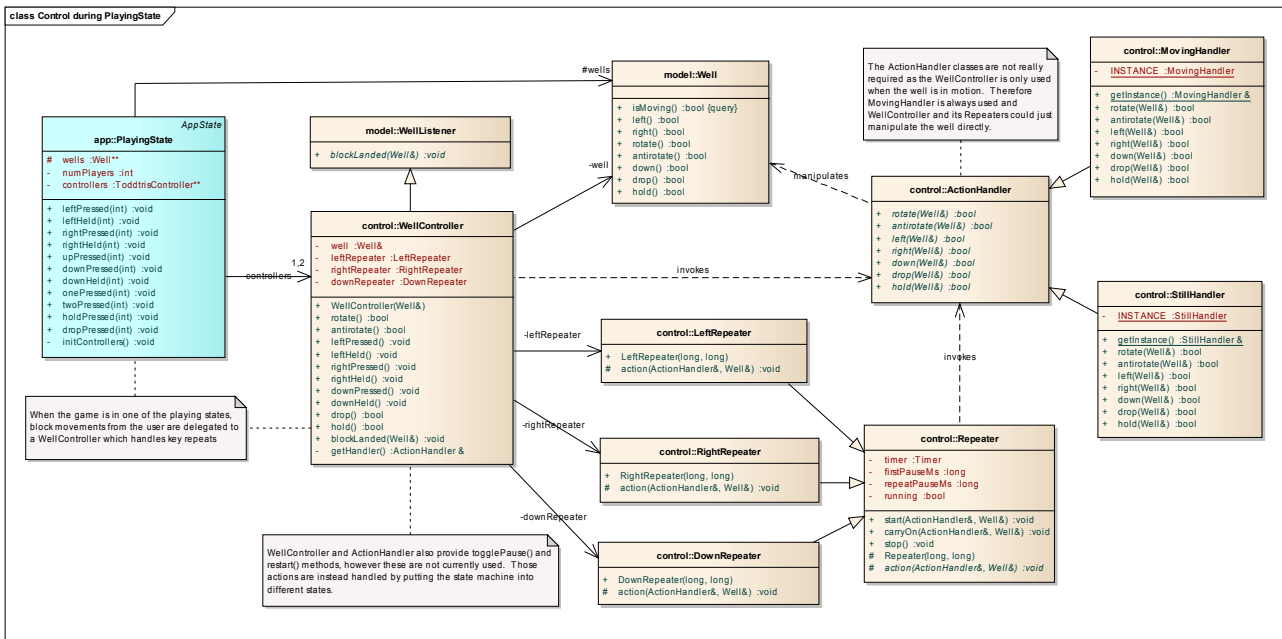 class Control during PlayingState
AppState
app::PlayingState
# wells :Well**
- numPlayers :int
- controllers :ToddtrisController**
+ leftPressed(int) :void
+ leftHeld(int) :void
+ rightPressed(int) :void
+ rightHeld(int) :void
+ upPressed(int) :void
+ downPressed(int) :void
+ downHeld(int) :void
+ onePressed(int) :void
+ twoPressed(int) :void
+ holdPressed(int) :void
+ dropPressed(int) :void
- initControllers() :void
When the game is in one of the playing states,
block movements from the user are delegated to
a WellController which handles key repeats
model::WellListener
+ blockLanded(Well&) :void
control::WellController
- well :Well&
- leftRepeater :LeftRepeater
- rightRepeater :RightRepeater
- downRepeater :DownRepeater
+ WellController(Well&)
+ rotate() :bool
+ antirotate() :bool
+ leftPressed() :void
+ leftHeld() :void
+ rightPressed() :void
+ rightHeld() :void
+ downPressed() :void
+ downHeld() :void
+ drop() :bool
+ hold() :bool
+ blockLanded(Well&) :void
- getHandler() :ActionHandler &
1,2
controllers
WellController and ActionHandler also provide togglePause() and
restart() methods, however these are not currently used. Those
actions are instead handled by putting the state machine into
different states.
#wells
-well
model::Well
+ isMoving() :bool {query}
+ left() :bool
+ right() :bool
+ rotate() :bool
+ antirotate() :bool
+ down() :bool
+ drop() :bool
+ hold() :bool
manipulates
invokes
-leftRepeater
-rightRepeater
-downRepeater
control::LeftRepeater
+ LeftRepeater(long, long)
# action(ActionHandler&, Well&) :void
control::RightRepeater
+ RightRepeater(long, long)
# action(ActionHandler&, Well&) :void
control::DownRepeater
+ DownRepeater(long, long)
# action(ActionHandler&, Well&) :void
The ActionHandler classes are not really
required as the WellController is only used
when the well is in motion. Therefore
MovingHandler is always used and
WellController and its Repeaters could just
manipulate the well directly.
control::ActionHandler
+ rotate(Well&) :bool
+ antirotate(Well&) :bool
+ left(Well&) :bool
+ right(Well&) :bool
+ down(Well&) :bool
+ drop(Well&) :bool
+ hold(Well&) :bool
invokes
control::Repeater
- timer :Timer
- firstPauseMs :long
- repeatPauseMs :long
- running :bool
+ start(ActionHandler&, Well&) :void
+ carryOn(ActionHandler&, Well&) :void
+ stop() :void
# Repeater(long, long)
# action(ActionHandler&, Well&) :void
control::MovingHandler
- INSTANCE :MovingHandler
+ getInstance() :MovingHandler &
+ rotate(Well&) :bool
+ antirotate(Well&) :bool
+ left(Well&) :bool
+ right(Well&) :bool
+ down(Well&) :bool
+ drop(Well&) :bool
+ hold(Well&) :bool
control::StillHandler
- INSTANCE :StillHandler
+ getInstance() :StillHandler &
+ rotate(Well&) :bool
+ antirotate(Well&) :bool
+ left(Well&) :bool
+ right(Well&) :bool
+ down(Well&) :bool
+ drop(Well&) :bool
+ hold(Well&) :bool